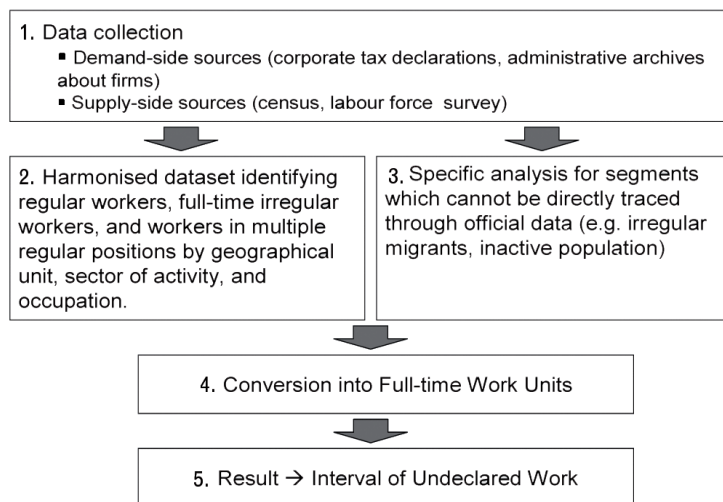 1. Data collection
▪ Demand-side sources (corporate tax declarations, administrative archives
about firms)
▪ Supply-side sources (census, labour force survey)
2. Harmonised dataset identifying
regular workers, full-time irregular
workers, and workers in multiple
regular positions by geographical
unit, sector of activity, and
occupation.
3. Specific analysis for segments
which cannot be directly traced
through official data (e.g. irregular
migrants, inactive population)
4. Conversion into Full-time Work Units
5. Result → Interval of Undeclared Work